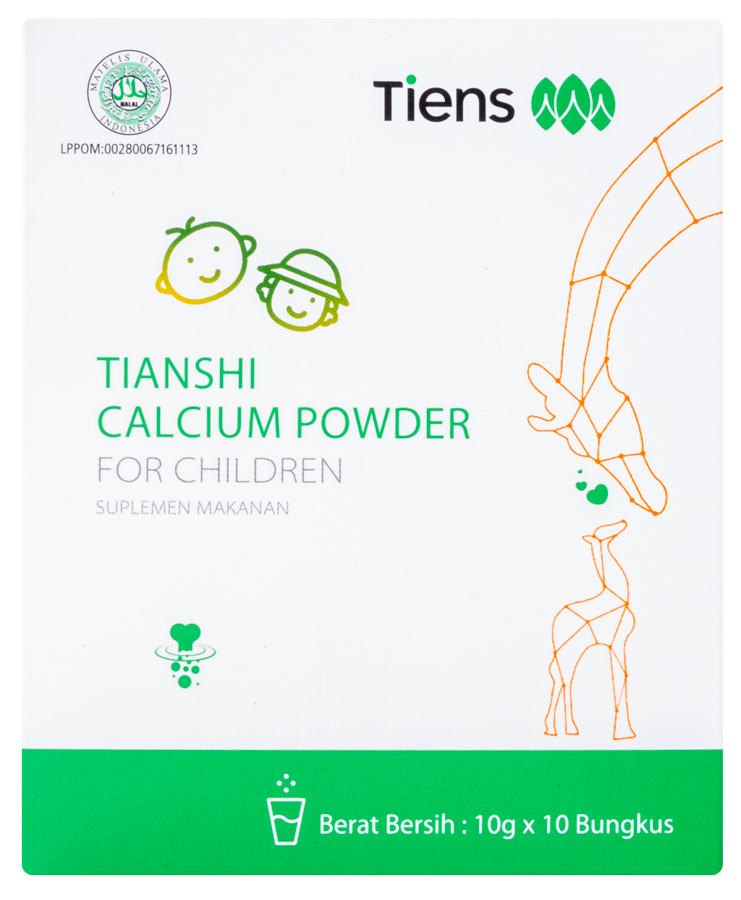 MAJELIS ULAMA
حلال
HALAL
INDONESIA
LPPOM:00280067161113
Tiens
TIANSHI
CALCIUM POWDER
FOR CHILDREN
SUPLEMEN MAKANAN
Berat Bersih : 10g x 10 Bungkus